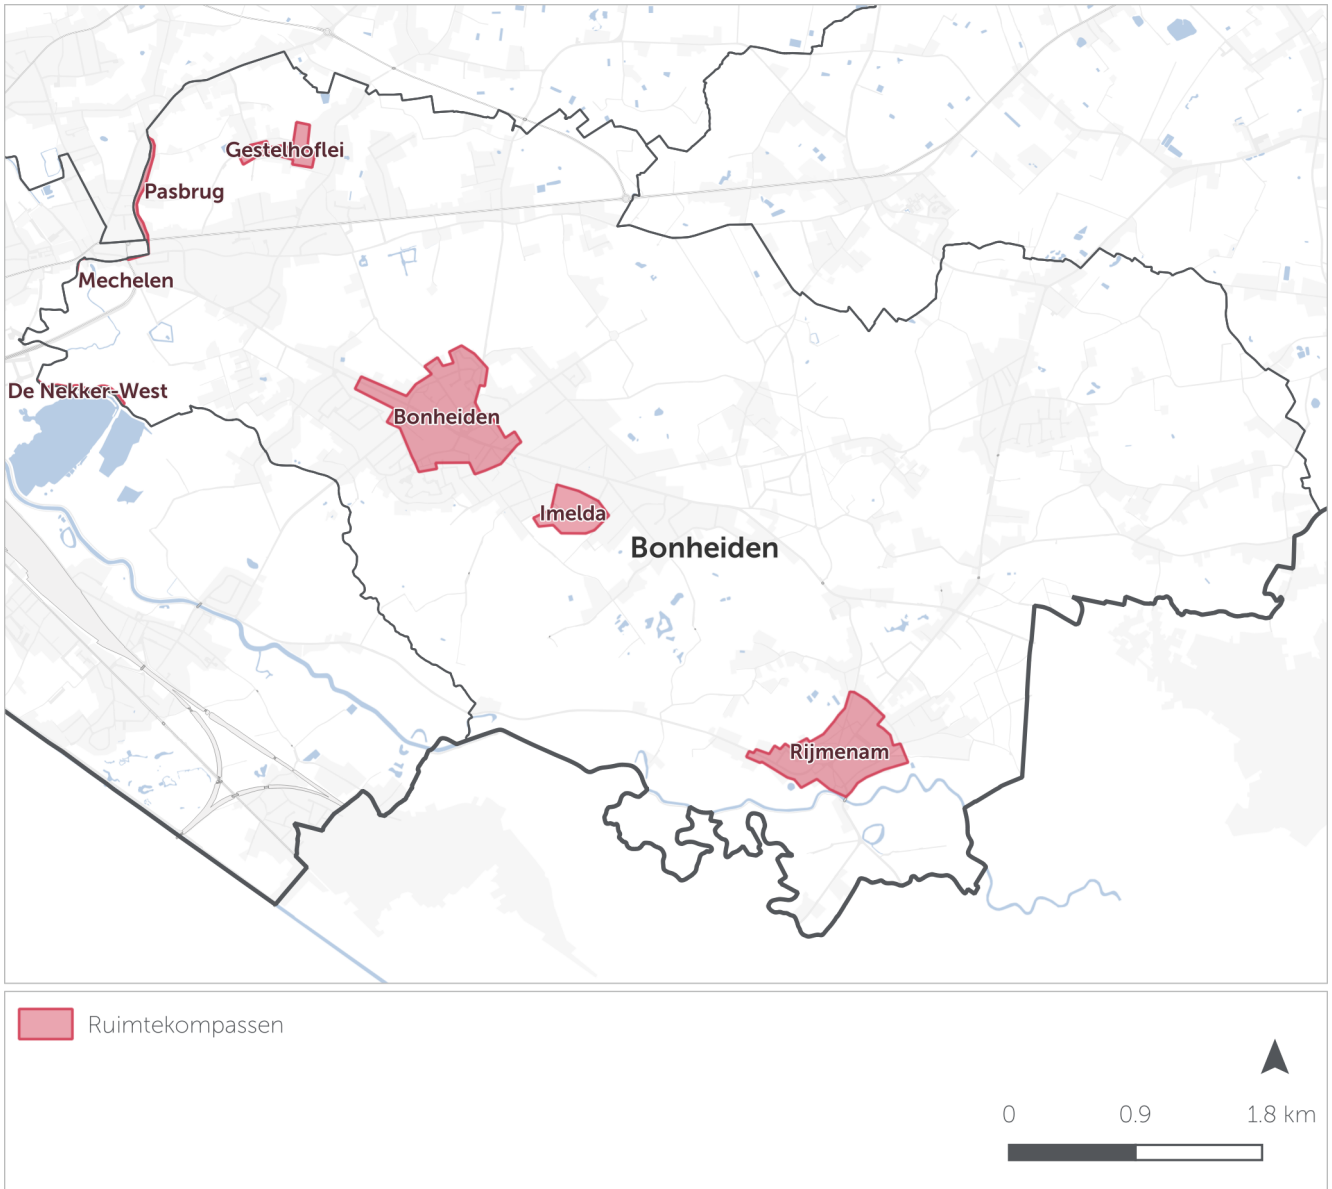 Gestelhoflei
Pasbrug
Mechelen
De Nekker-West
Bonheiden
Imelda
Bonheiden
Rijmenam
Ruimtekompassen
0 0.9 1.8 km